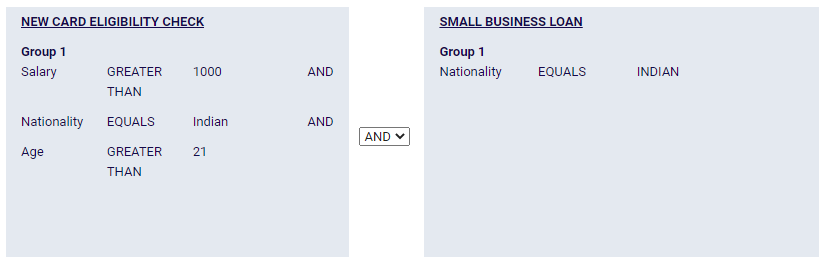 NEW CARD ELIGIBILITY CHECK
Group 1
Salary GREATER THAN 1000 AND
Nationality EQUALS Indian AND
Age GREATER THAN 21
AND
SMALL BUSINESS LOAN
Group 1
Nationality EQUALS INDIAN